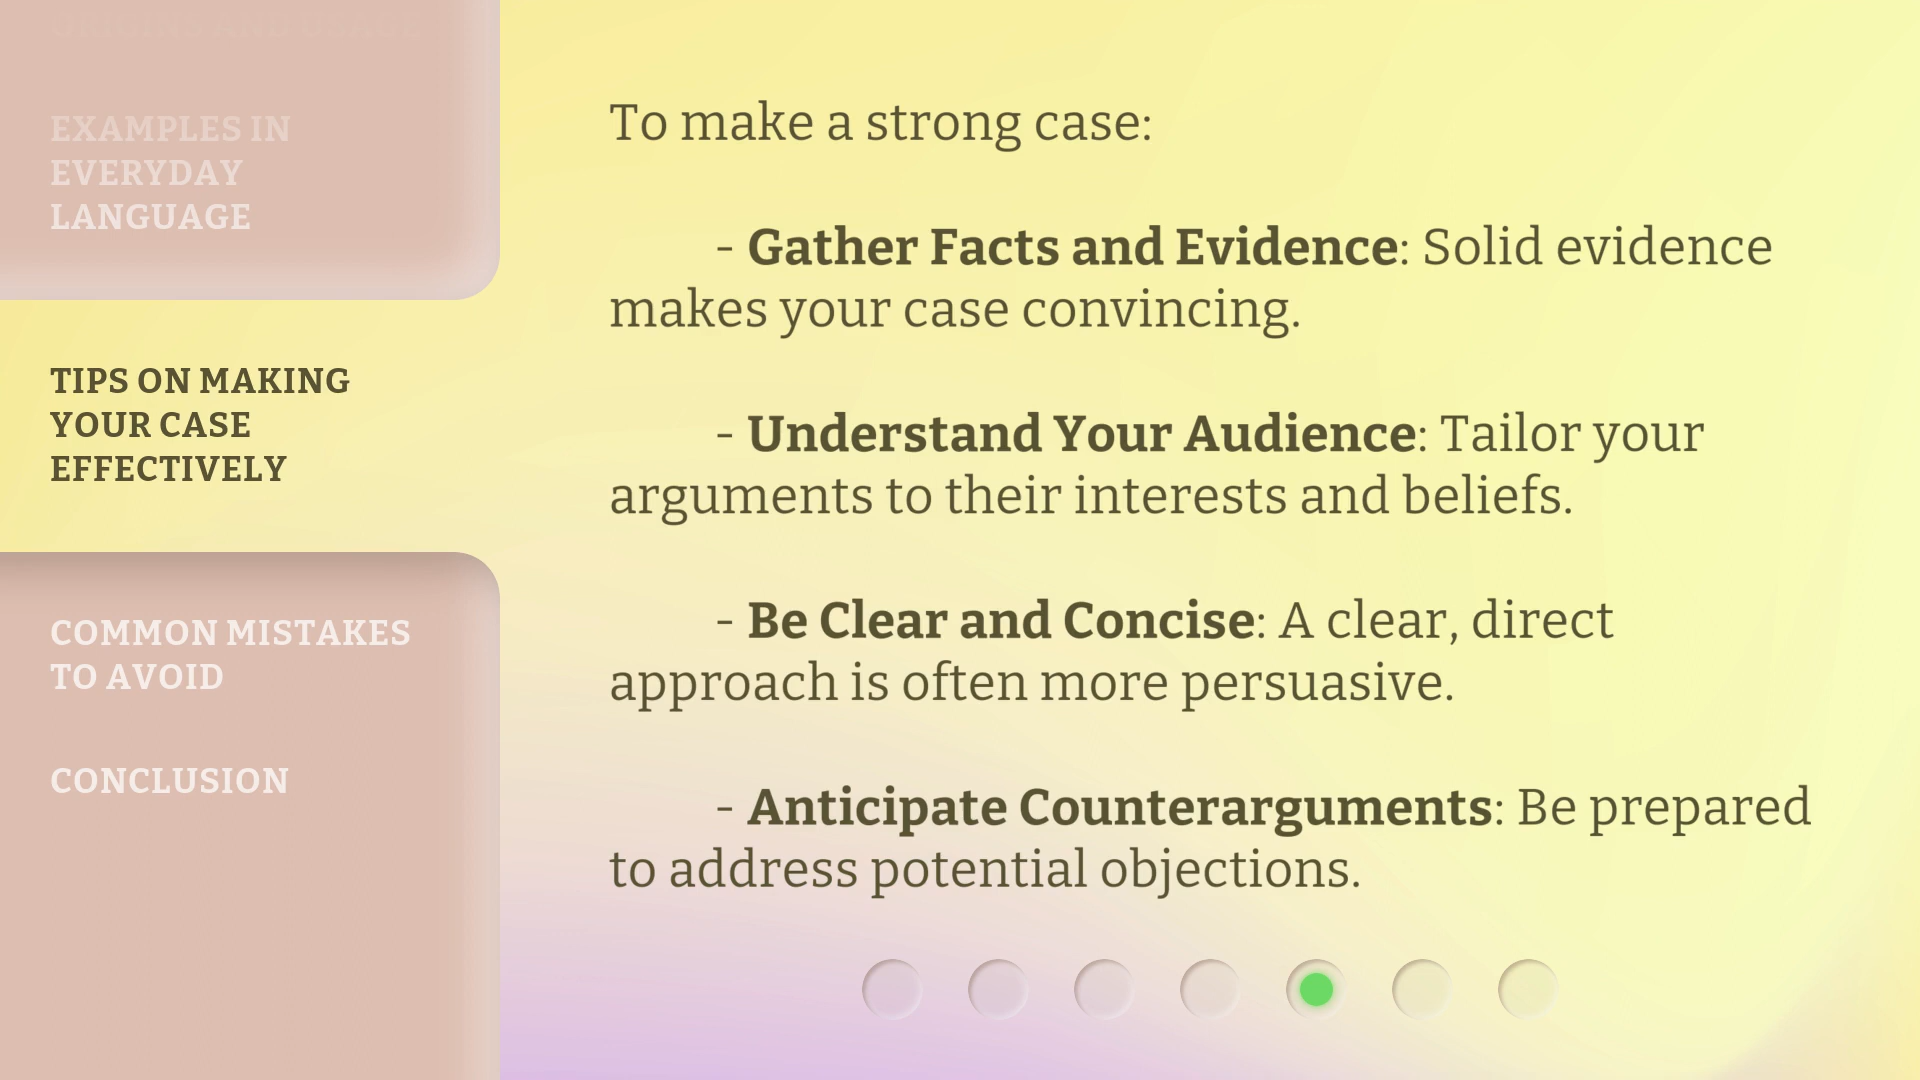 ORIGINS AND USAGE
EXAMPLES IN
EVERYDAY
LANGUAGE
TIPS ON MAKING
YOUR CASE
EFFECTIVELY
COMMON MISTAKES
TO AVOID
CONCLUSION
To make a strong case:
- Gather Facts and Evidence: Solid evidence
makes your case convincing.
- Understand Your Audience: Tailor your
arguments to their interests and beliefs.
- Be Clear and Concise: A clear, direct
approach is often more persuasive.
- Anticipate Counterarguments: Be prepared
to address potential objections.